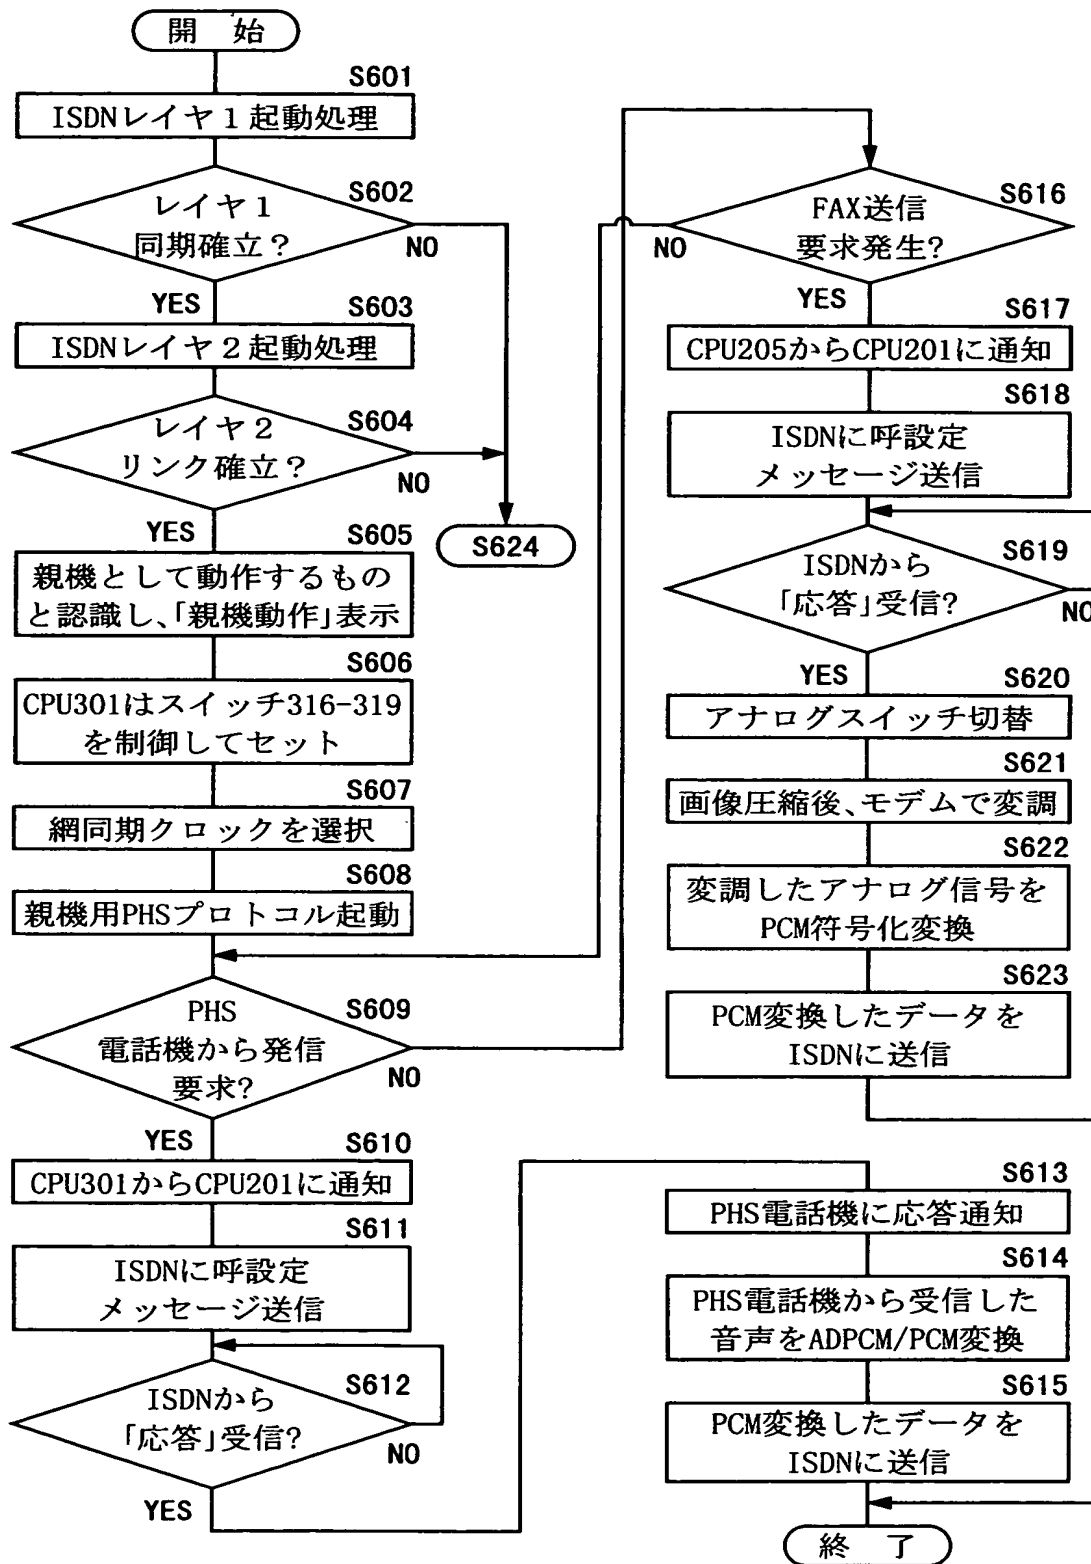 開 始
S601
ISDNレイヤ1起動処理
S602
レイヤ1
同期確立?
NO
YES
S603
ISDNレイヤ2起動処理
S604
レイヤ2
リンク確立?
NO
YES
S624
S605
親機として動作するもの
と認識し、「親機動作」表示
S606
CPU301はスイッチ316-319
を制御してセット
S607
網同期クロックを選択
S608
親機用PHSプロトコル起動
S609
PHS
電話機から発信
要求?
NO
YES
S610
CPU301からCPU201に通知
S611
ISDNに呼設定
メッセージ送信
S612
ISDNから
「応答」受信?
NO
YES
S616
FAX送信
要求発生?
NO
YES
S617
CPU205からCPU201に通知
S618
ISDNに呼設定
メッセージ送信
S619
ISDNから
「応答」受信?
NO
YES
S620
アナログスイッチ切替
S621
画像圧縮後、モデムで変調
S622
変調したアナログ信号を
PCM符号化変換
S623
PCM変換したデータを
ISDNに送信
S613
PHS電話機に応答通知
S614
PHS電話機から受信した
音声をADPCM/PCM変換
S615
PCM変換したデータを
ISDNに送信
終 了